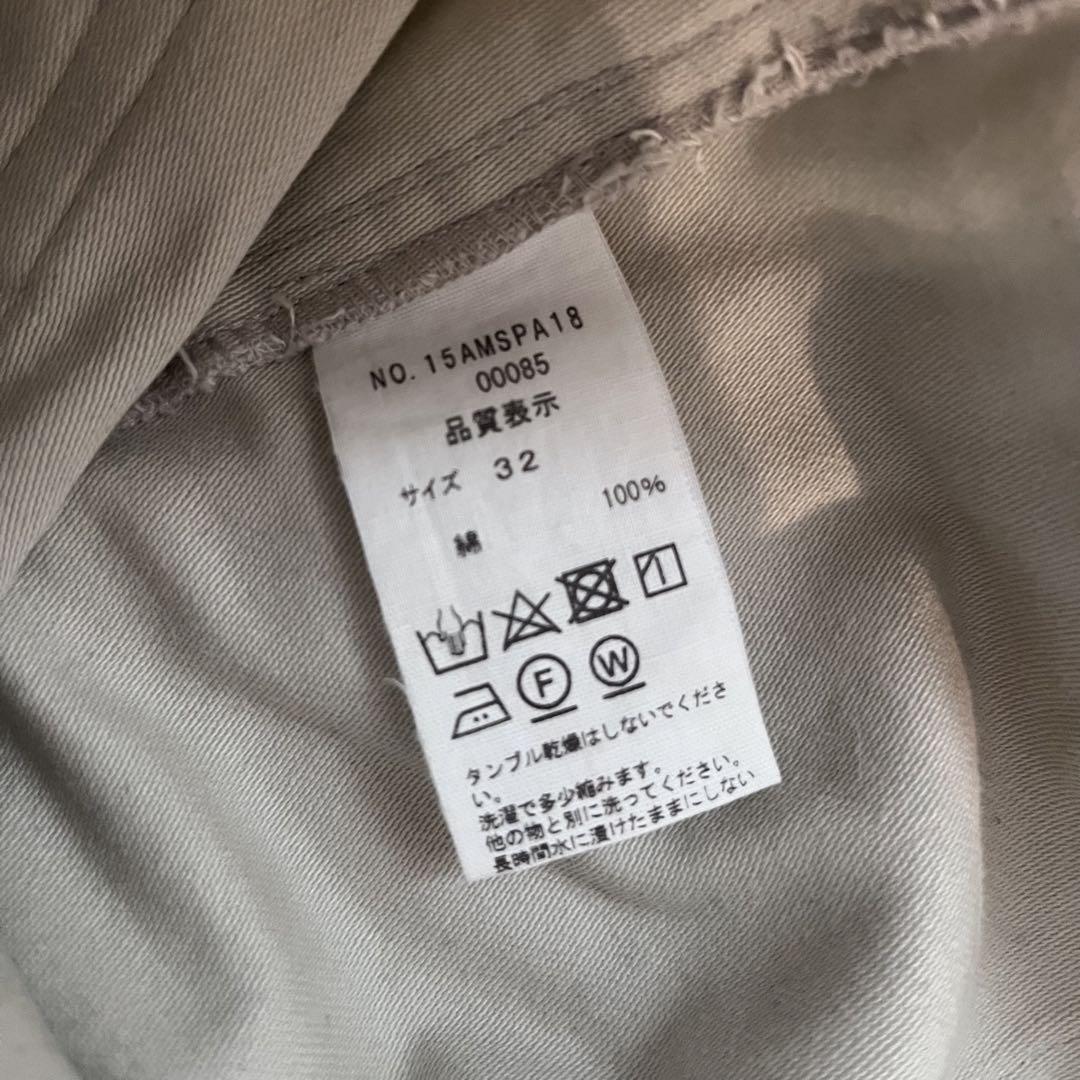 NO.15AMSPA18
00085
品質表示
サイズ 32
綿 100%
F W
タンブル乾燥はしないでくださ
い。
洗濯で多少縮みます。
他の物と別に洗ってください。
長時間水に漬けたままにしない